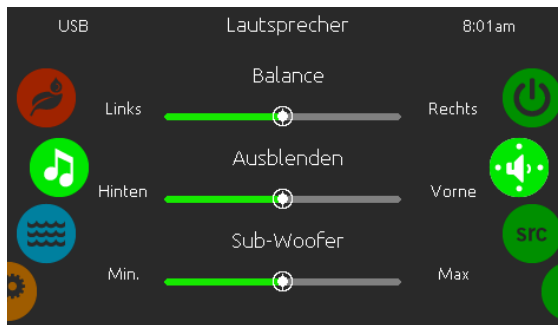 USB Lautsprecher 8:01am
Balance
Links Rechts
Ausblenden
Hinten Vorne
src
Sub-Woofer
Min. Max